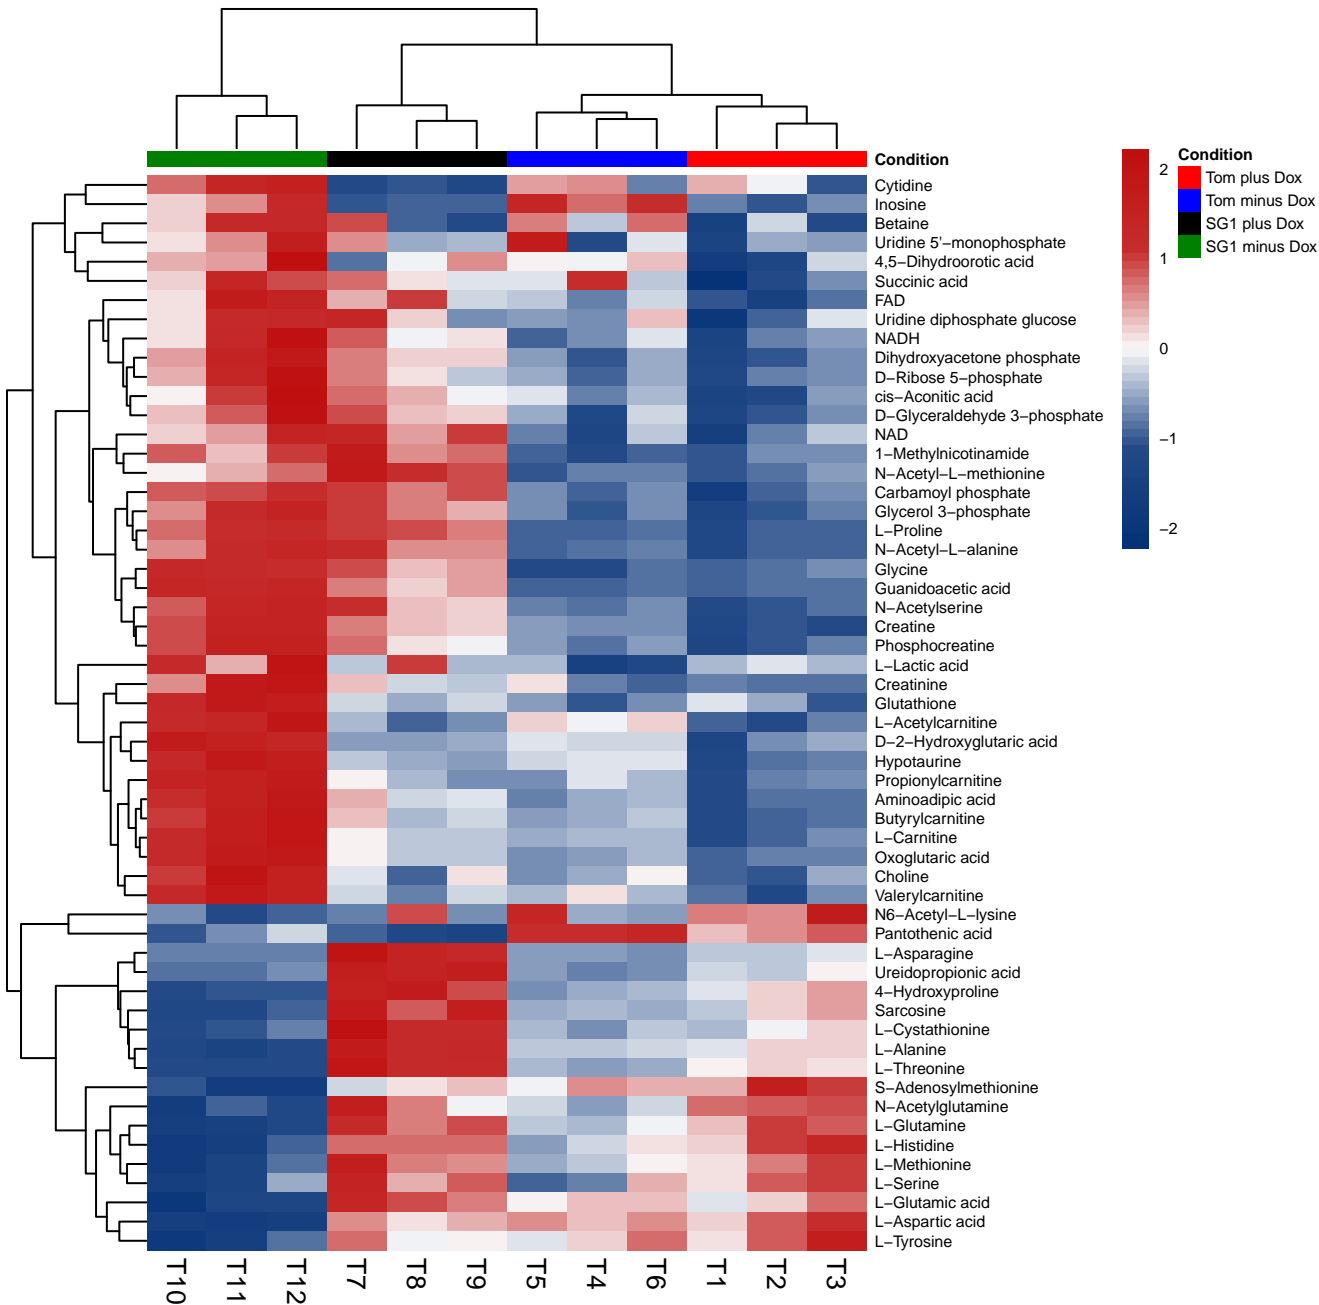 Condition
Cytidine
Inosine
Betaine
Uridine 5'−monophosphate
4,5−Dihydroorotic acid
Succinic acid
FAD
Uridine diphosphate glucose
NADH
Dihydroxyacetone phosphate
D−Ribose 5−phosphate
cis−Aconitic acid
D−Glyceraldehyde 3−phosphate
NAD
1−Methylnicotinamide
N−Acetyl−L−methionine
Carbamoyl phosphate
Glycerol 3−phosphate
L−Proline
N−Acetyl−L−alanine
Glycine
Guanidoacetic acid
N−Acetylserine
Creatine
Phosphocreatine
L−Lactic acid
Creatinine
Glutathione
L−Acetylcarnitine
D−2−Hydroxyglutaric acid
Hypotaurine
Propionylcarnitine
Aminoadipic acid
Butyrylcarnitine
L−Carnitine
Oxoglutaric acid
Choline
Valerylcarnitine
N6−Acetyl−L−lysine
Pantothenic acid
L−Asparagine
Ureidopropionic acid
4−Hydroxyproline
Sarcosine
L−Cystathionine
L−Alanine
L−Threonine
S−Adenosylmethionine
N−Acetylglutamine
L−Glutamine
L−Histidine
L−Methionine
L−Serine
L−Glutamic acid
L−Aspartic acid
L−Tyrosine
T10
T11
T12
T7
T8
T9
T5
T4
T6
T1
T2
T3
2
1
0
−1
−2
Condition
Tom plus Dox
Tom minus Dox
SG1 plus Dox
SG1 minus Dox